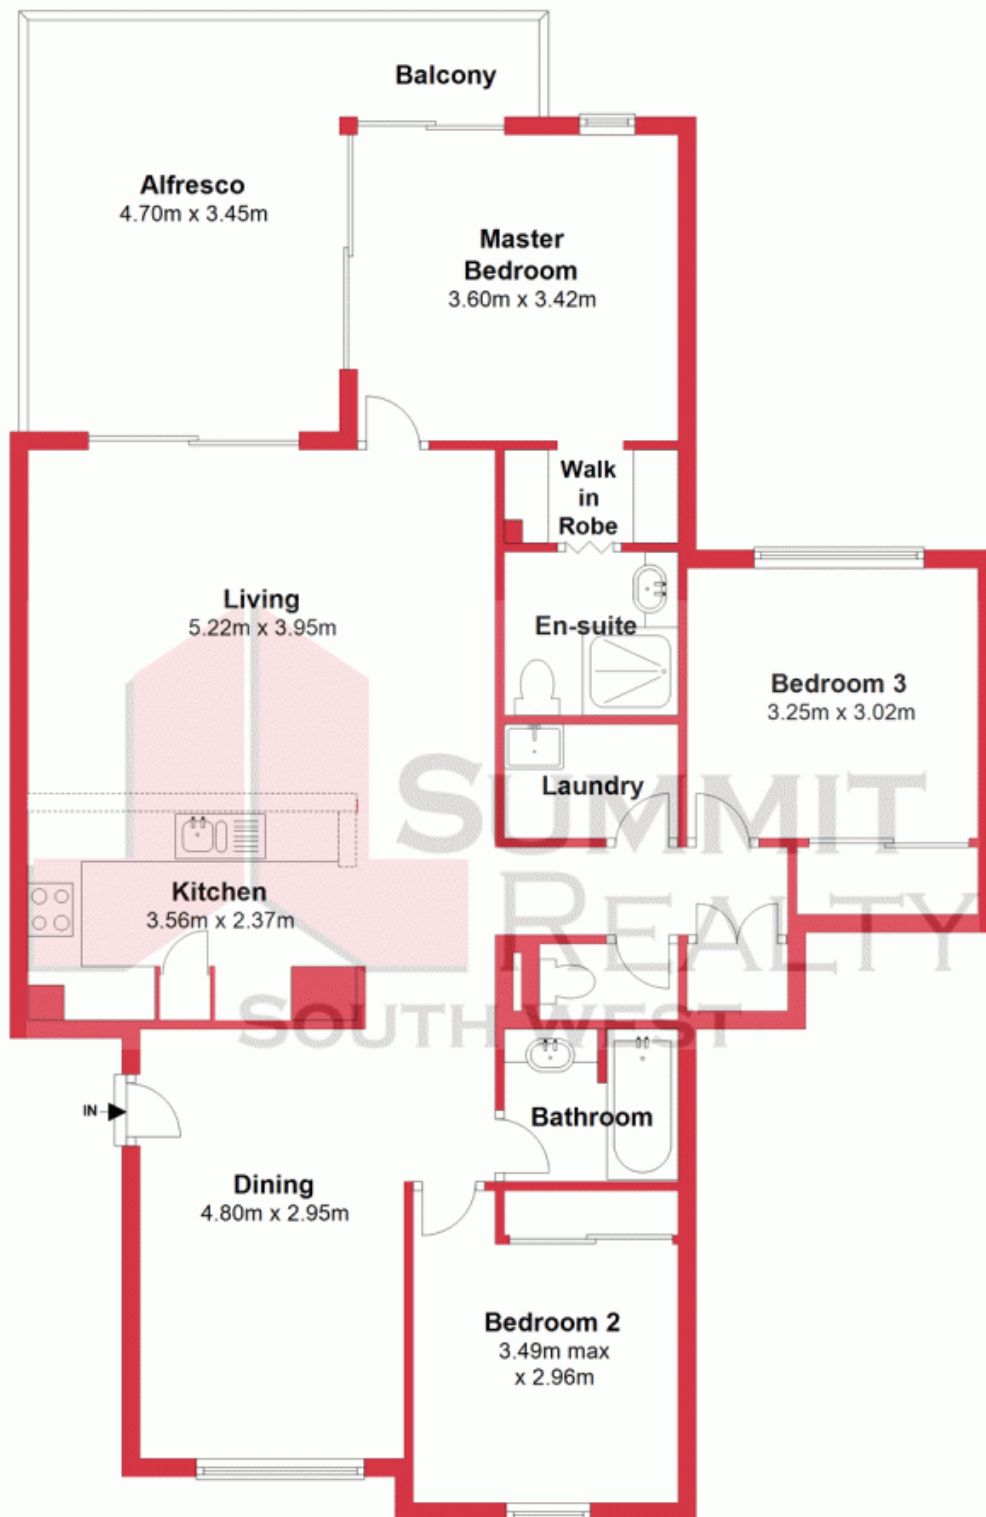 Balcony
Alfresco
4.70m x 3.45m
Master
Bedroom
3.60m x 3.42m
Walk
in
Robe
Living
5.22m x 3.95m
En-suite
Bedroom 3
3.25m x 3.02m
Laundry
SUMMIT
REALTY
SOUTH WEST
Kitchen
3.56m x 2.37m
IN
Bathroom
Dining
4.80m x 2.95m
Bedroom 2
3.49m max
x 2.96m